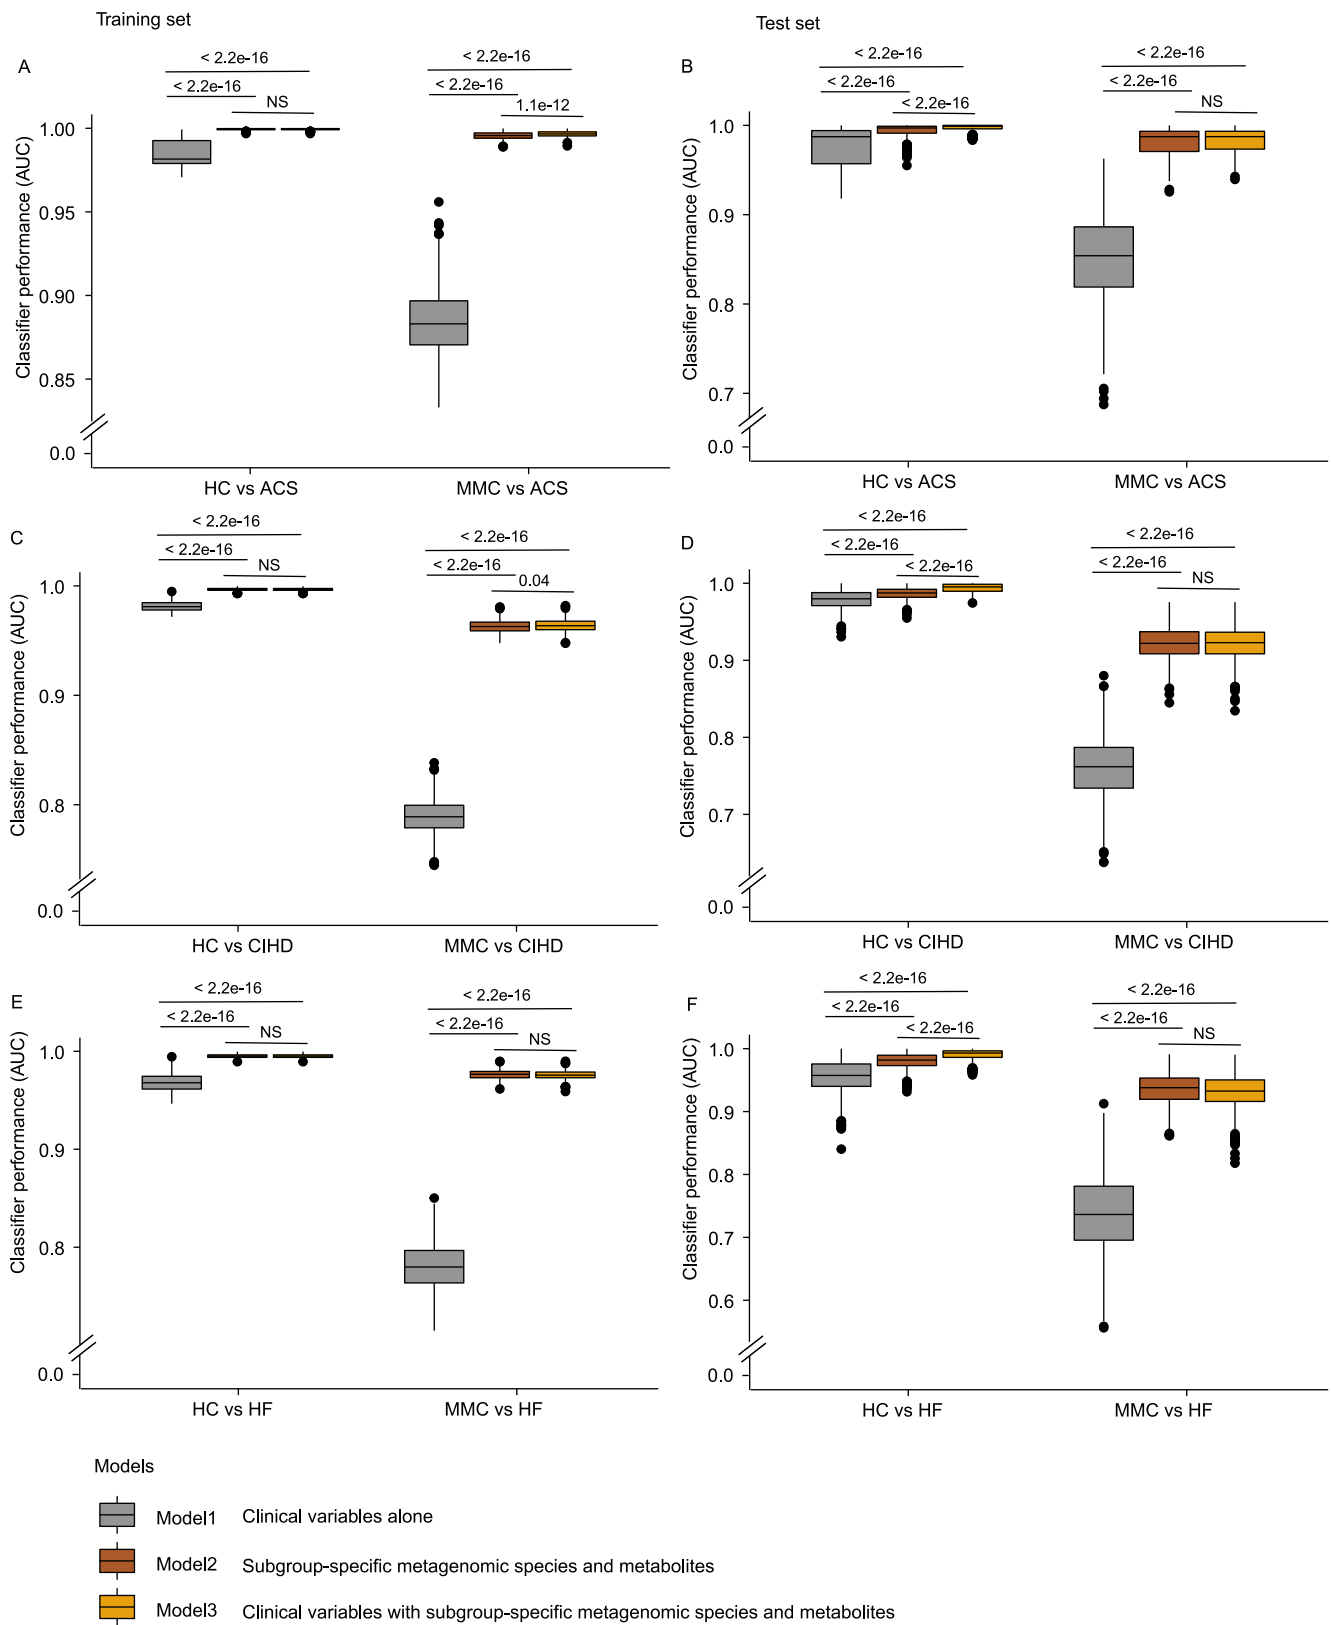 Training set
Test set
A
< 2.2e-16
< 2.2e-16
NS
< 2.2e-16
< 2.2e-16
1.1e-12
Classifier performance (AUC)
1.00
0.95
0.90
0.85
0.0
HC vs ACS
MMC vs ACS
B
< 2.2e-16
< 2.2e-16
< 2.2e-16
< 2.2e-16
< 2.2e-16
NS
Classifier performance (AUC)
1.0
0.9
0.8
0.7
0.0
HC vs ACS
MMC vs ACS
C
< 2.2e-16
< 2.2e-16
NS
< 2.2e-16
< 2.2e-16
0.04
Classifier performance (AUC)
1.0
0.9
0.8
0.0
HC vs CIHD
MMC vs CIHD
D
< 2.2e-16
< 2.2e-16
< 2.2e-16
< 2.2e-16
< 2.2e-16
NS
Classifier performance (AUC)
1.0
0.9
0.8
0.7
0.0
HC vs CIHD
MMC vs CIHD
E
< 2.2e-16
< 2.2e-16
NS
< 2.2e-16
< 2.2e-16
NS
Classifier performance (AUC)
1.0
0.9
0.8
0.0
HC vs HF
MMC vs HF
F
< 2.2e-16
< 2.2e-16
< 2.2e-16
< 2.2e-16
< 2.2e-16
NS
Classifier performance (AUC)
1.0
0.9
0.8
0.7
0.6
0.0
HC vs HF
MMC vs HF
Models
Model1 Clinical variables alone
Model2 Subgroup-specific metagenomic species and metabolites
Model3 Clinical variables with subgroup-specific metagenomic species and metabolites